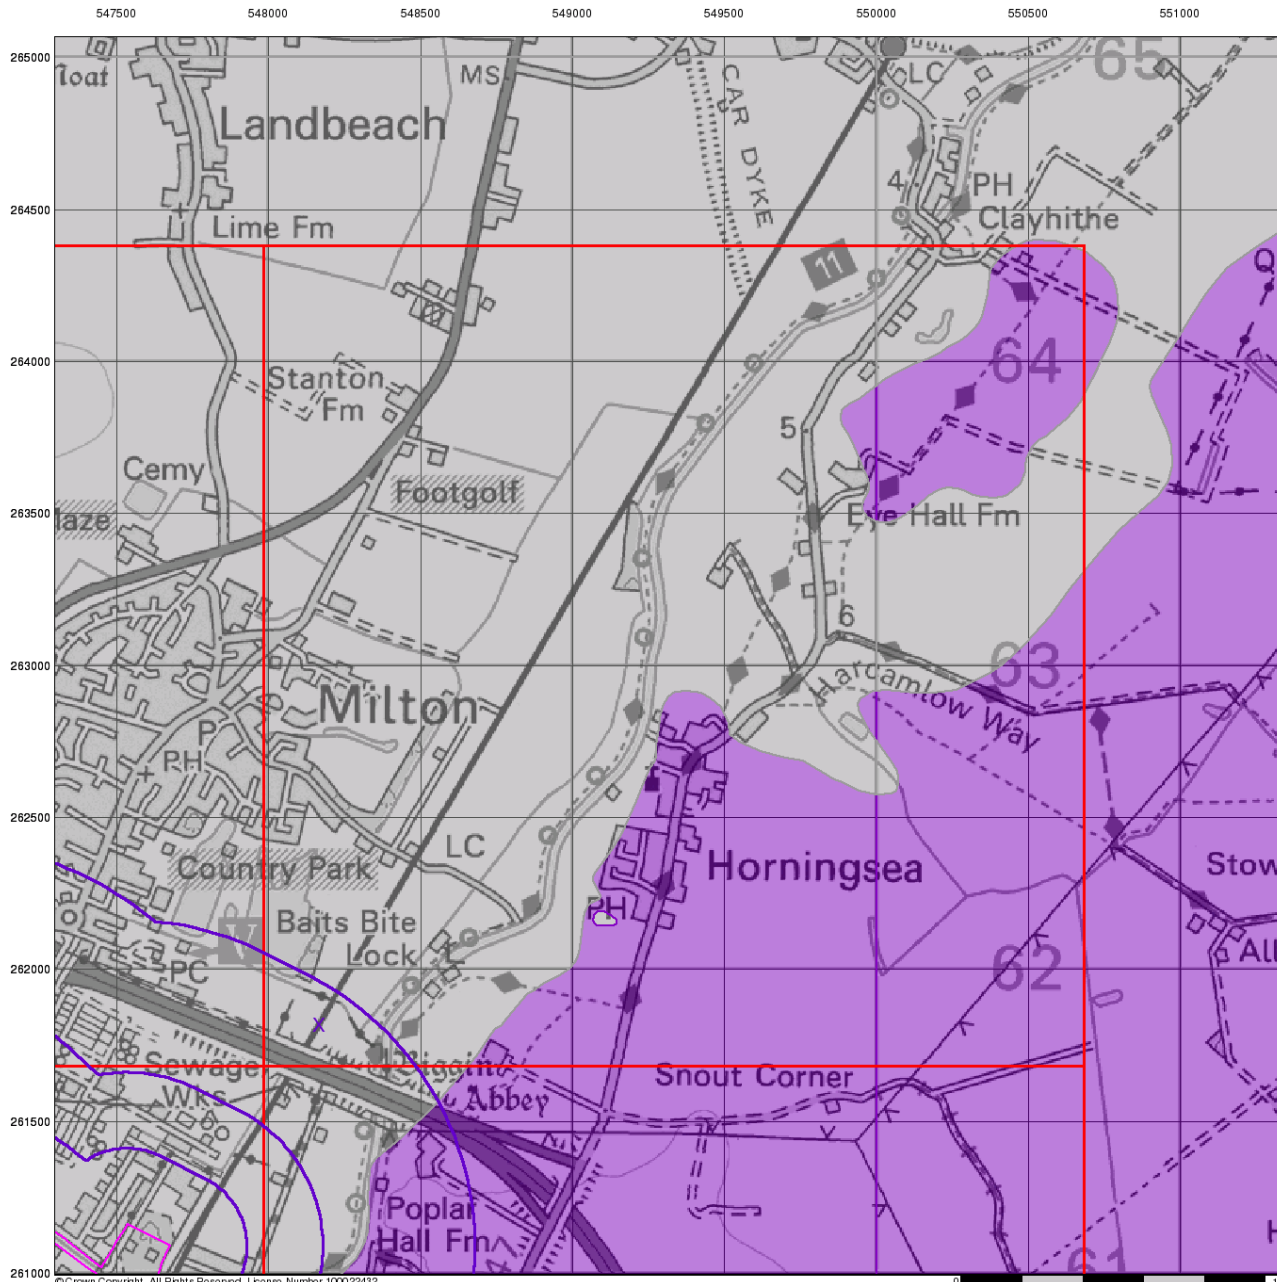 547500 548000 548500 549000 549500 550000 550500 551000
265000
264500
264000
263500
263000
262500
262000
261500
261000
65
MS
LC
Landbeach
CAR DYKE
4
PH
Clayhithe
Lime Fm
11
Q
64
Stanton
Fm
5
Cemy
Footgolf
Eye Hall Fm
6
63
Harcamlow Way
Milton
P
PH
LC
Country Park
Horningsea
Stow
PH
Baits Bite
Lock
V
PC
62
All
x
Sewage
Wks
Biggin
Abbey
Snout Corner
Poplar
Hall Fm
H
61
© Crown Copyright. All Rights Reserved. License Number 100022432
0